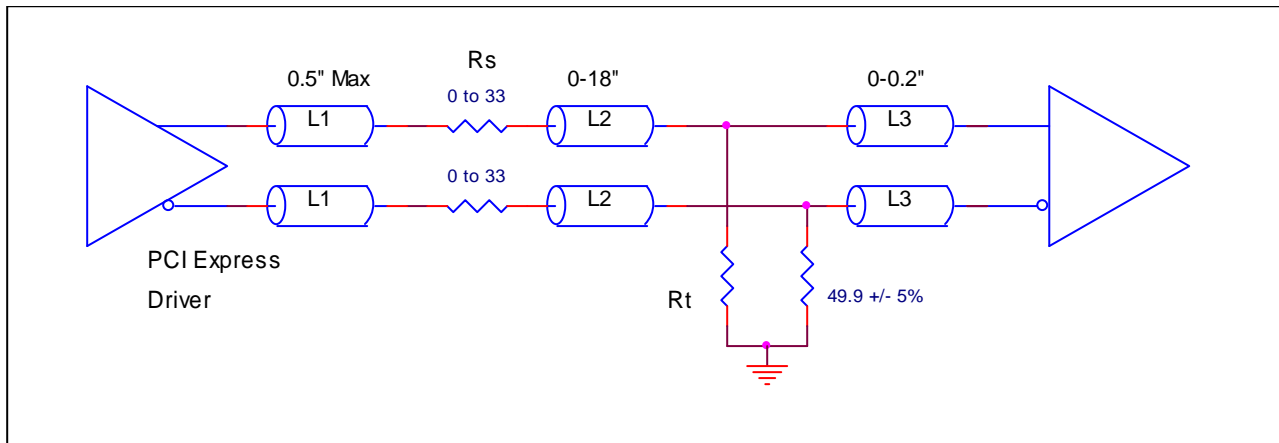 Rs
0.5" Max
0-18"
0-0.2"
0 to 33
L1
L2
L3
0 to 33
L1
L2
L3
PCI Express
Driver
Rt
49.9 +/- 5%